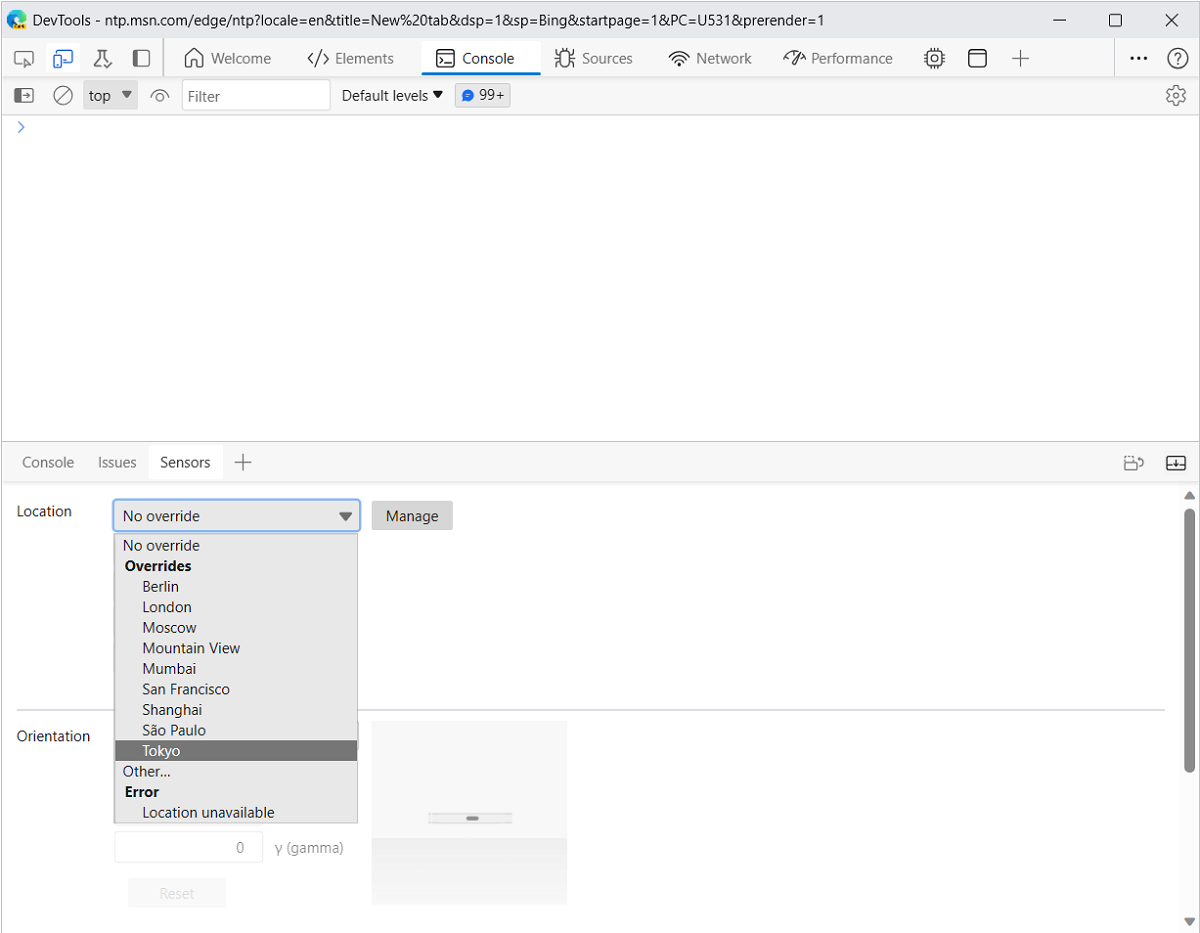 DevTools - ntp.msn.com/edge/ntp?locale=en&title=New%20tab&dsp=1&sp=Bing&startpage=1&PC=U531&prerender=1
Welcome Elements Console Sources Network Performance
top Filter Default levels 99+
Console Issues Sensors
Location No override Manage
No override
Overrides
Berlin
London
Moscow
Mountain View
Mumbai
San Francisco
Shanghai
São Paulo
Orientation
Tokyo
Other...
Error
Location unavailable
0 γ (gamma)
Reset